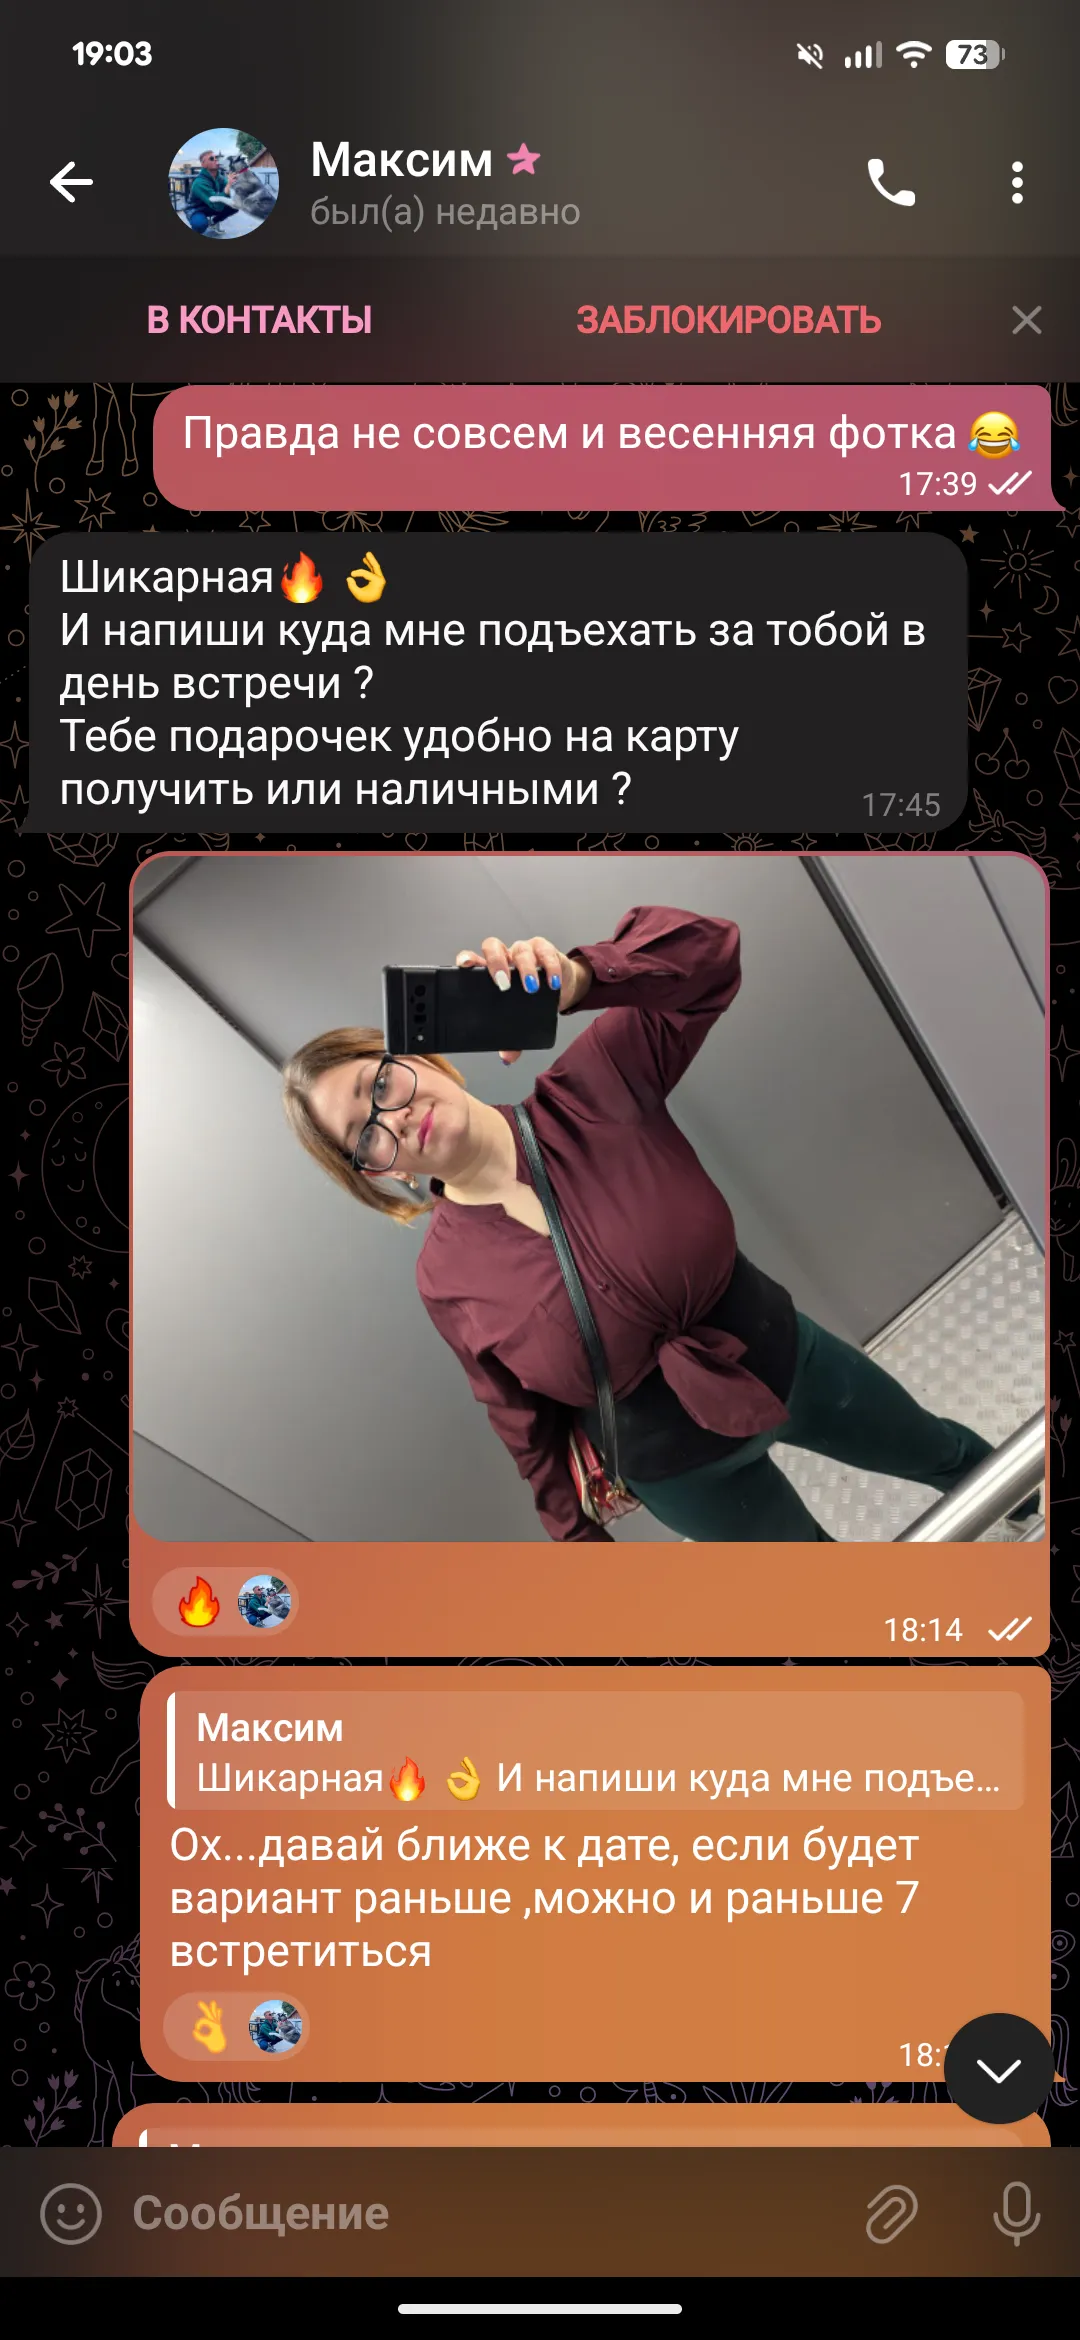 19:03
73
Максим
был(а) недавно
В КОНТАКТЫ
ЗАБЛОКИРОВАТЬ
Правда не совсем и весенняя фотка 😂
17:39
Шикарная🔥 👌
И напиши куда мне подъехать за тобой в
день встречи ?
Тебе подарочек удобно на карту
получить или наличными ?
17:45
🔥
18:14
Максим
Шикарная🔥 👌 И напиши куда мне подъе...
Ох...давай ближе к дате, если будет
вариант раньше ,можно и раньше 7
встретиться
👌
Сообщение